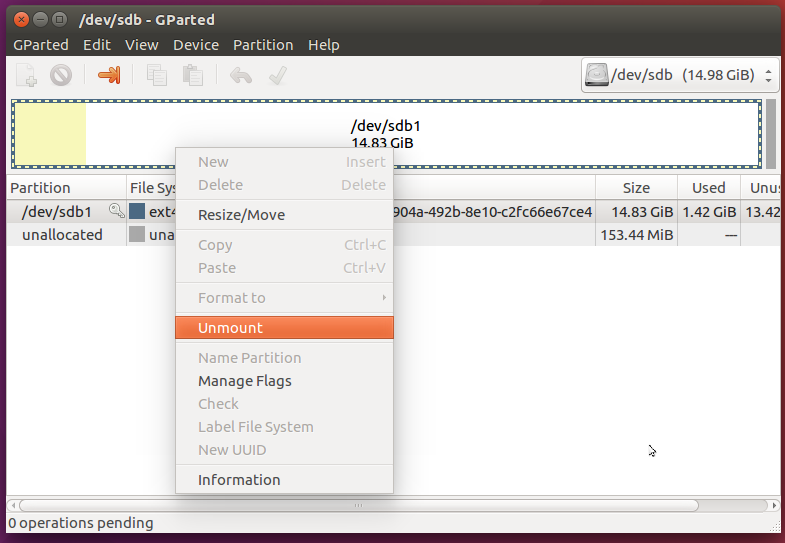 /dev/sdb - GParted
GParted Edit View Device Partition Help
/dev/sdb (14.98 GiB)
/dev/sdb1
14.83 GiB
Partition File Sys Size Used Unus
/dev/sdb1 ext4 904a-492b-8e10-c2fc66e67ce4 14.83 GiB 1.42 GiB 13.42
unallocated una 153.44 MiB ---
New Insert
Delete Delete
Resize/Move
Copy Ctrl+C
Paste Ctrl+V
Format to
Unmount
Name Partition
Manage Flags
Check
Label File System
New UUID
Information
0 operations pending